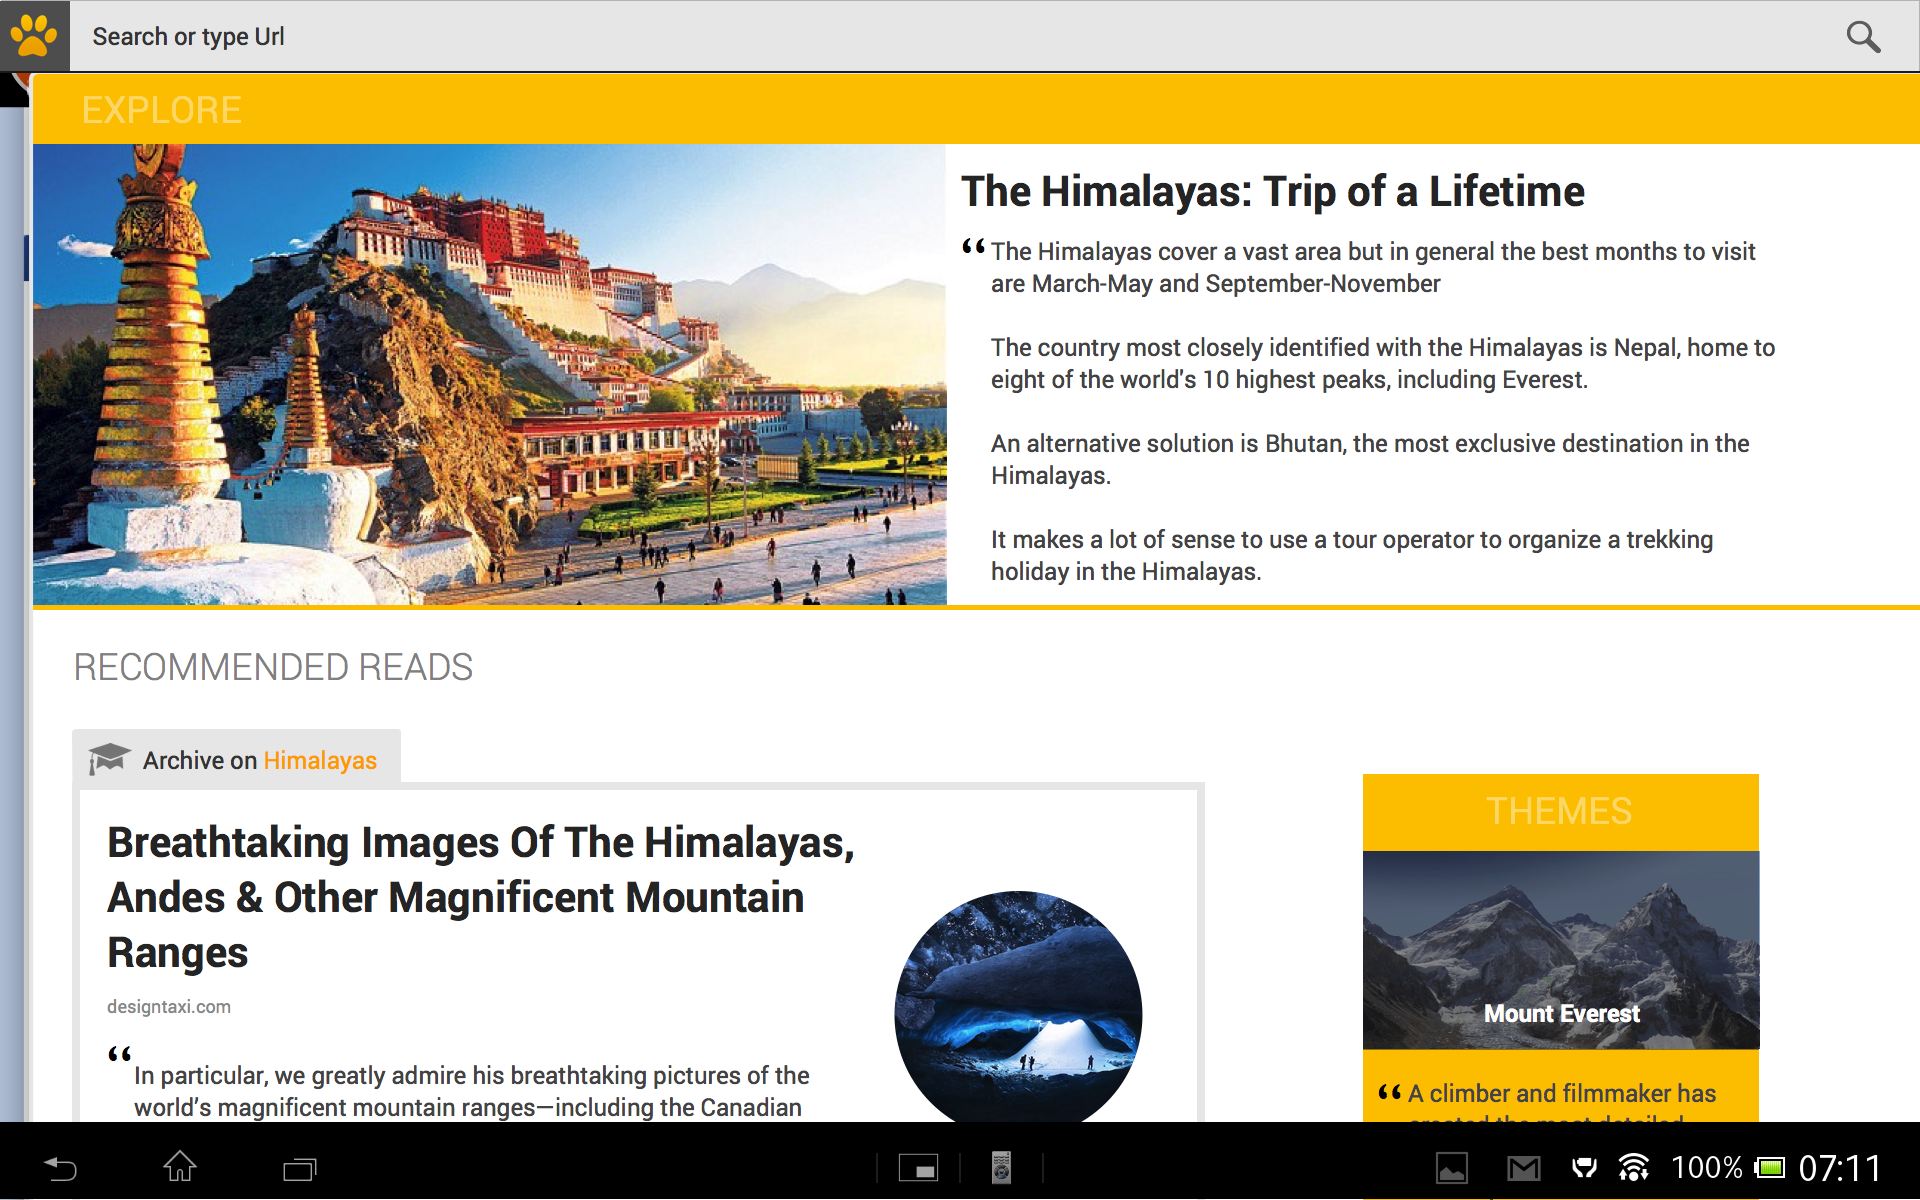 Search or type Url
EXPLORE
The Himalayas: Trip of a Lifetime
“ The Himalayas cover a vast area but in general the best months to visit
are March-May and September-November
The country most closely identified with the Himalayas is Nepal, home to
eight of the world's 10 highest peaks, including Everest.
An alternative solution is Bhutan, the most exclusive destination in the
Himalayas.
It makes a lot of sense to use a tour operator to organize a trekking
holiday in the Himalayas.
RECOMMENDED READS
Archive on Himalayas
Breathtaking Images Of The Himalayas,
Andes & Other Magnificent Mountain
Ranges
designtaxi.com
“ In particular, we greatly admire his breathtaking pictures of the
world’s magnificent mountain ranges—including the Canadian
THEMES
Mount Everest
“ A climber and filmmaker has
created the most detailed
100% 07:11